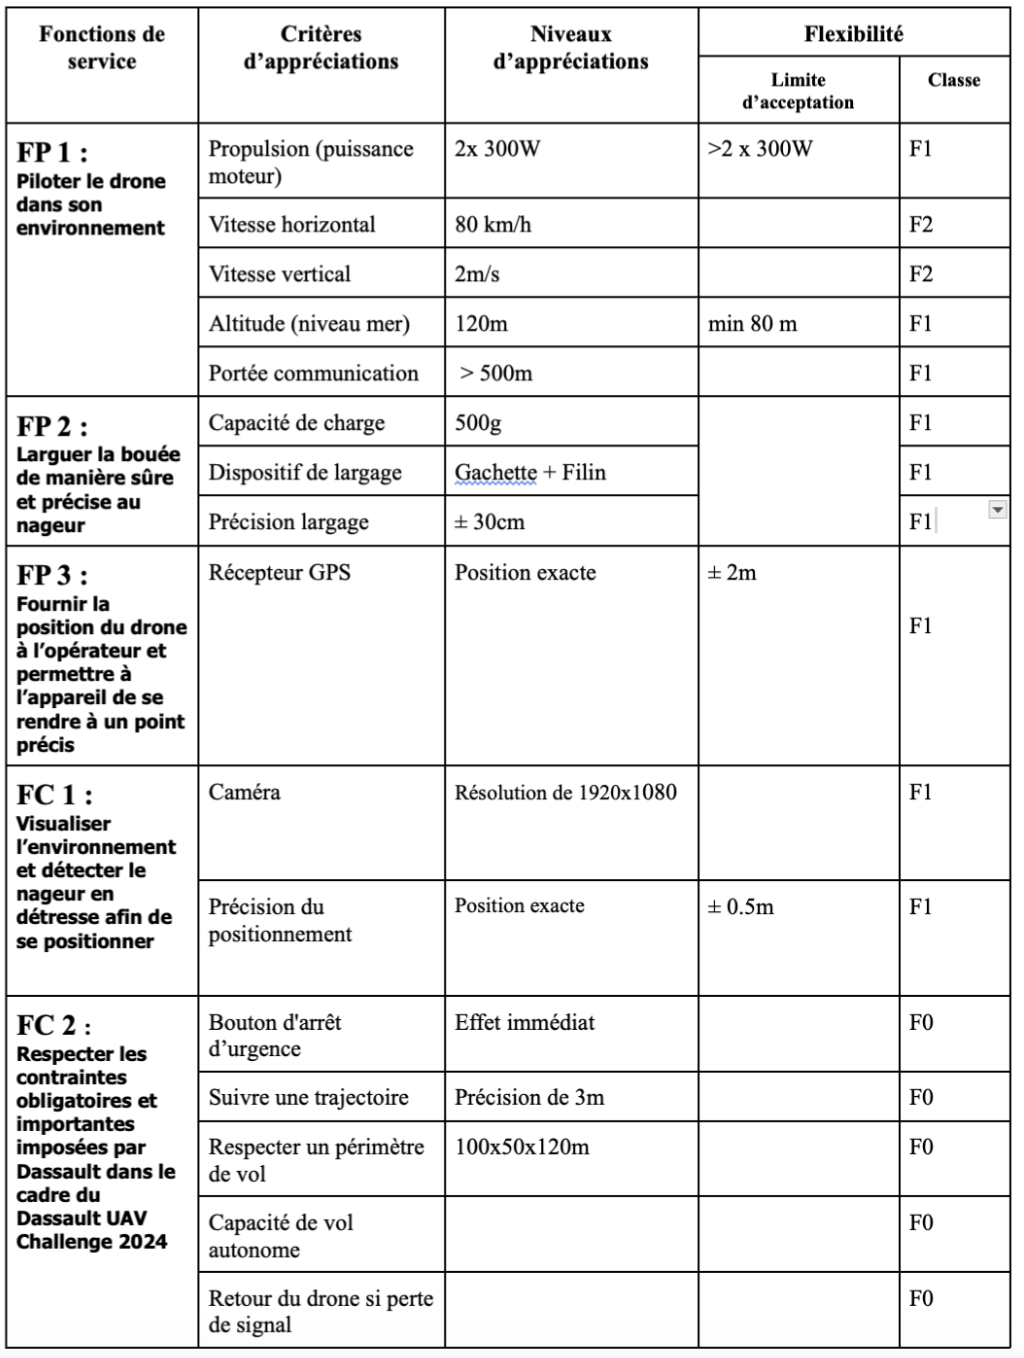 Fonctions de
service
Critères
d’appréciations
Niveaux
d’appréciations
Flexibilité
Limite
d’acceptation
Classe
FP 1 :
Piloter le drone
dans son
environnement
Propulsion (puissance
moteur)
2x 300W
>2 x 300W
F1
Vitesse horizontal
80 km/h
F2
Vitesse vertical
2m/s
F2
Altitude (niveau mer)
120m
min 80 m
F1
Portée communication
> 500m
F1
FP 2 :
Larguer la bouée
de manière sûre
et précise au
nageur
Capacité de charge
500g
F1
Dispositif de largage
Gachette + Filin
F1
Précision largage
± 30cm
F1
FP 3 :
Fournir la
position du drone
à l’opérateur et
permettre à
l’appareil de se
rendre à un point
précis
Récepteur GPS
Position exacte
± 2m
F1
FC 1 :
Visualiser
l’environnement
et détecter le
nageur en
détresse afin de
se positionner
Caméra
Résolution de 1920x1080
F1
Précision du
positionnement
Position exacte
± 0.5m
F1
FC 2 :
Respecter les
contraintes
obligatoires et
importantes
imposées par
Dassault dans le
cadre du
Dassault UAV
Challenge 2024
Bouton d'arrêt
d’urgence
Effet immédiat
F0
Suivre une trajectoire
Précision de 3m
F0
Respecter un périmètre
de vol
100x50x120m
F0
Capacité de vol
autonome
F0
Retour du drone si perte
de signal
F0